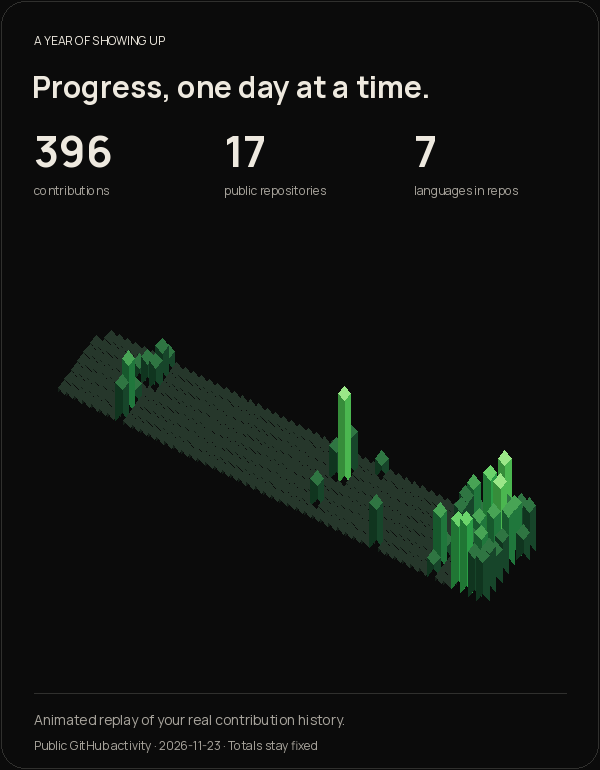 A YEAR OF SHOWING UP
Progress, one day at a time.
396 17 7
contributions public repositories languages in repos
Animated replay of your real contribution history.
Public GitHub activity · 2026-11-23 · Totals stay fixed